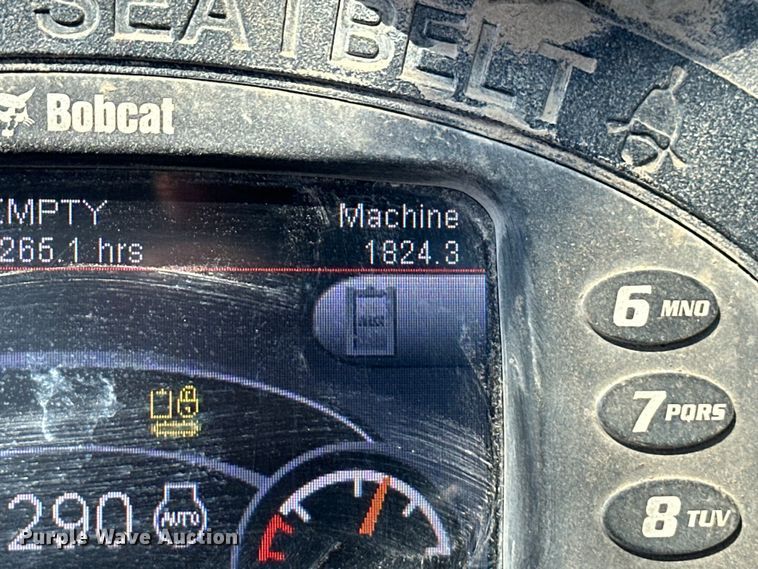 SEATBELT
Bobcat
EMPTY Machine
265.1 hrs 1824.3
6 MNO
7 PQRS
290 AUTO
8 TUV
Purple Wave Auction